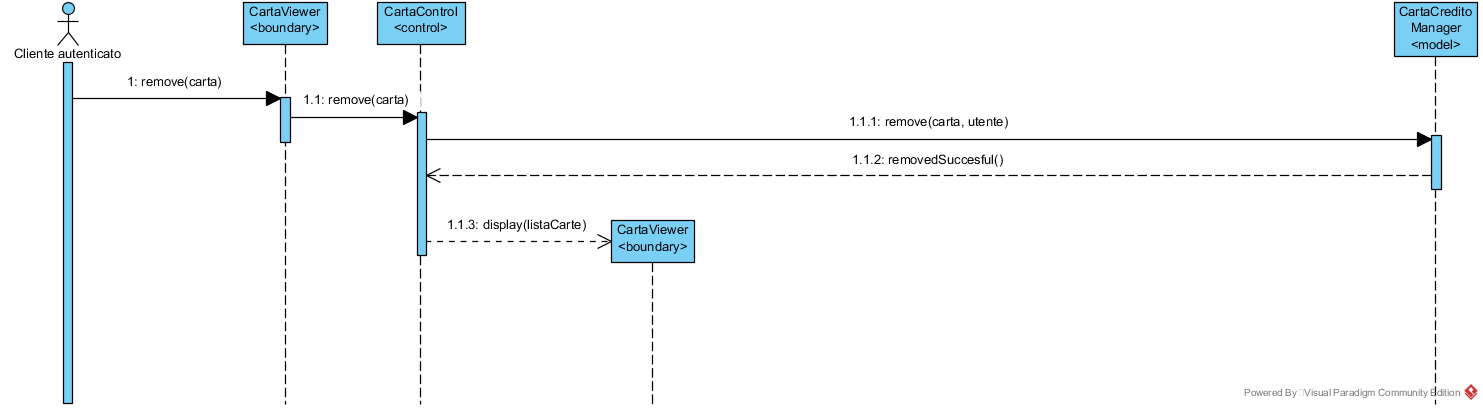 CartaViewer
<boundary>
CartaControl
<control>
CartaCredito
Manager
<model>
Cliente autenticato
1: remove(carta)
1.1: remove(carta)
1.1.1: remove(carta, utente)
1.1.2: removedSuccesful()
1.1.3: display(listaCarte)
CartaViewer
<boundary>
Powered By Visual Paradigm Community Edition